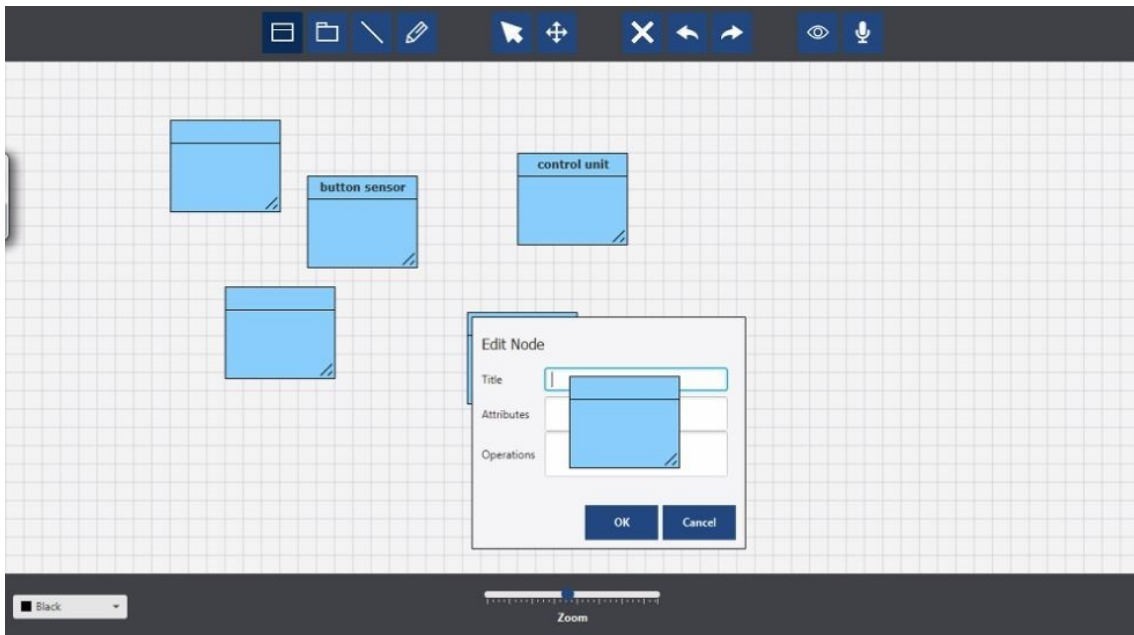 control unit
button sensor
Edit Node
Title
Attributes
Operations
OK
Cancel
Black
Zoom